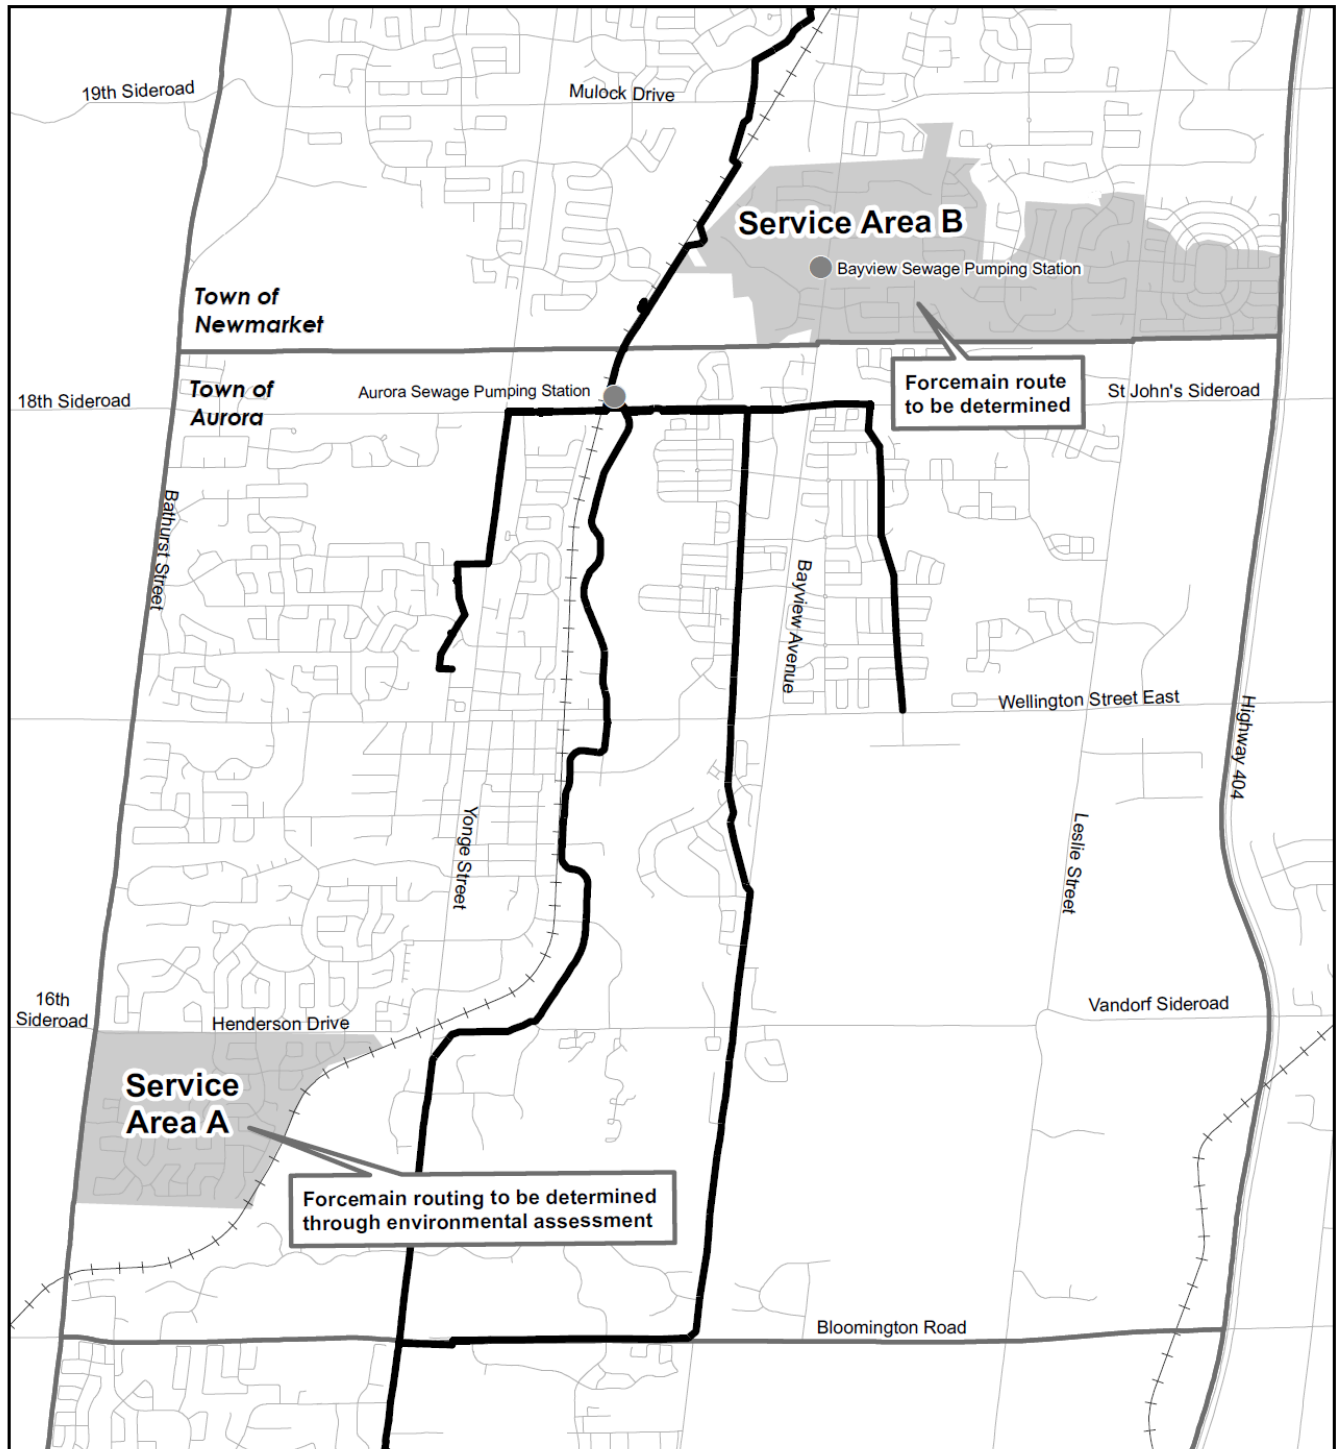 19th Sideroad
Mulock Drive
Service Area B
Bayview Sewage Pumping Station
Town of
Newmarket
Town of
Aurora
Aurora Sewage Pumping Station
Forcemain route
to be determined
St John's Sideroad
18th Sideroad
Bathurst Street
Bayview Avenue
Wellington Street East
Highway 404
Yonge Street
Leslie Street
16th
Sideroad
Henderson Drive
Vandorf Sideroad
Service
Area A
Forcemain routing to be determined
through environmental assessment
Bloomington Road